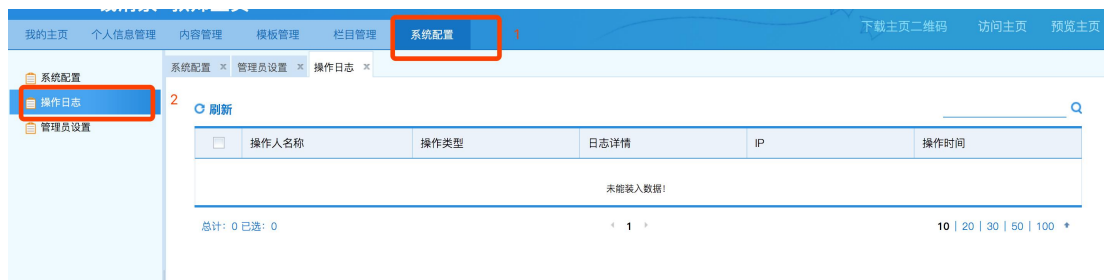 下载主页二维码 访问主页 预览主页
我的主页 个人信息管理 内容管理 模板管理 栏目管理 系统配置 1
系统配置 × 管理员设置 × 操作日志 ×
系统配置
操作日志 2
管理员设置
刷新
操作人名称 操作类型 日志详情 IP 操作时间
未能装入数据!
总计: 0 已选: 0 1 10 | 20 | 30 | 50 | 100